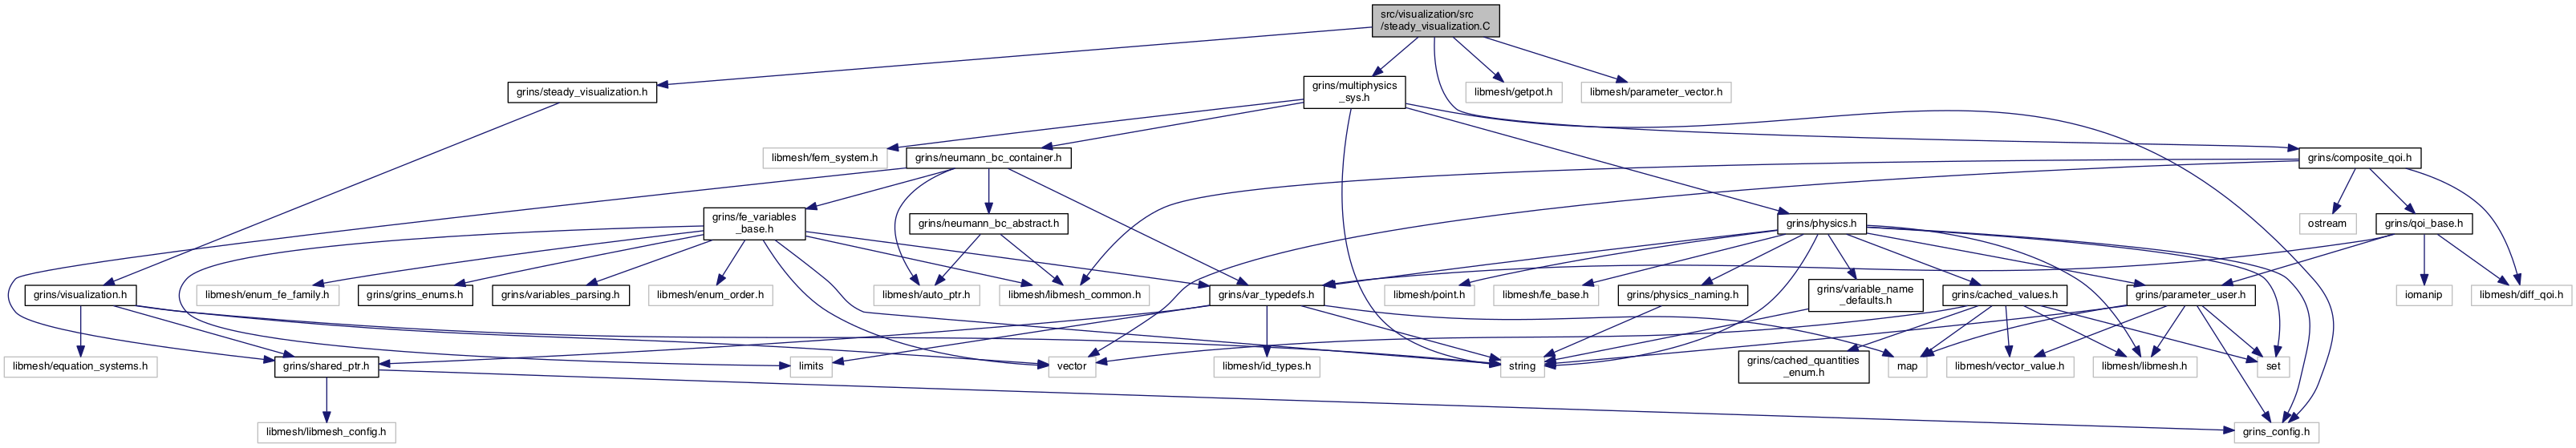 src/visualization/src
/steady_visualization.C
grins/steady_visualization.h
grins/multiphysics
_sys.h
libmesh/getpot.h
libmesh/parameter_vector.h
libmesh/fem_system.h
grins/neumann_bc_container.h
grins/composite_qoi.h
grins/fe_variables
_base.h
grins/neumann_bc_abstract.h
grins/physics.h
ostream
grins/qoi_base.h
grins/visualization.h
libmesh/enum_fe_family.h
grins/grins_enums.h
grins/variables_parsing.h
libmesh/enum_order.h
libmesh/auto_ptr.h
libmesh/libmesh_common.h
grins/var_typedefs.h
libmesh/point.h
libmesh/fe_base.h
grins/physics_naming.h
grins/variable_name
_defaults.h
grins/cached_values.h
grins/parameter_user.h
iomanip
libmesh/diff_qoi.h
libmesh/equation_systems.h
grins/shared_ptr.h
limits
vector
libmesh/id_types.h
string
grins/cached_quantities
_enum.h
map
libmesh/vector_value.h
libmesh/libmesh.h
set
libmesh/libmesh_config.h
grins_config.h